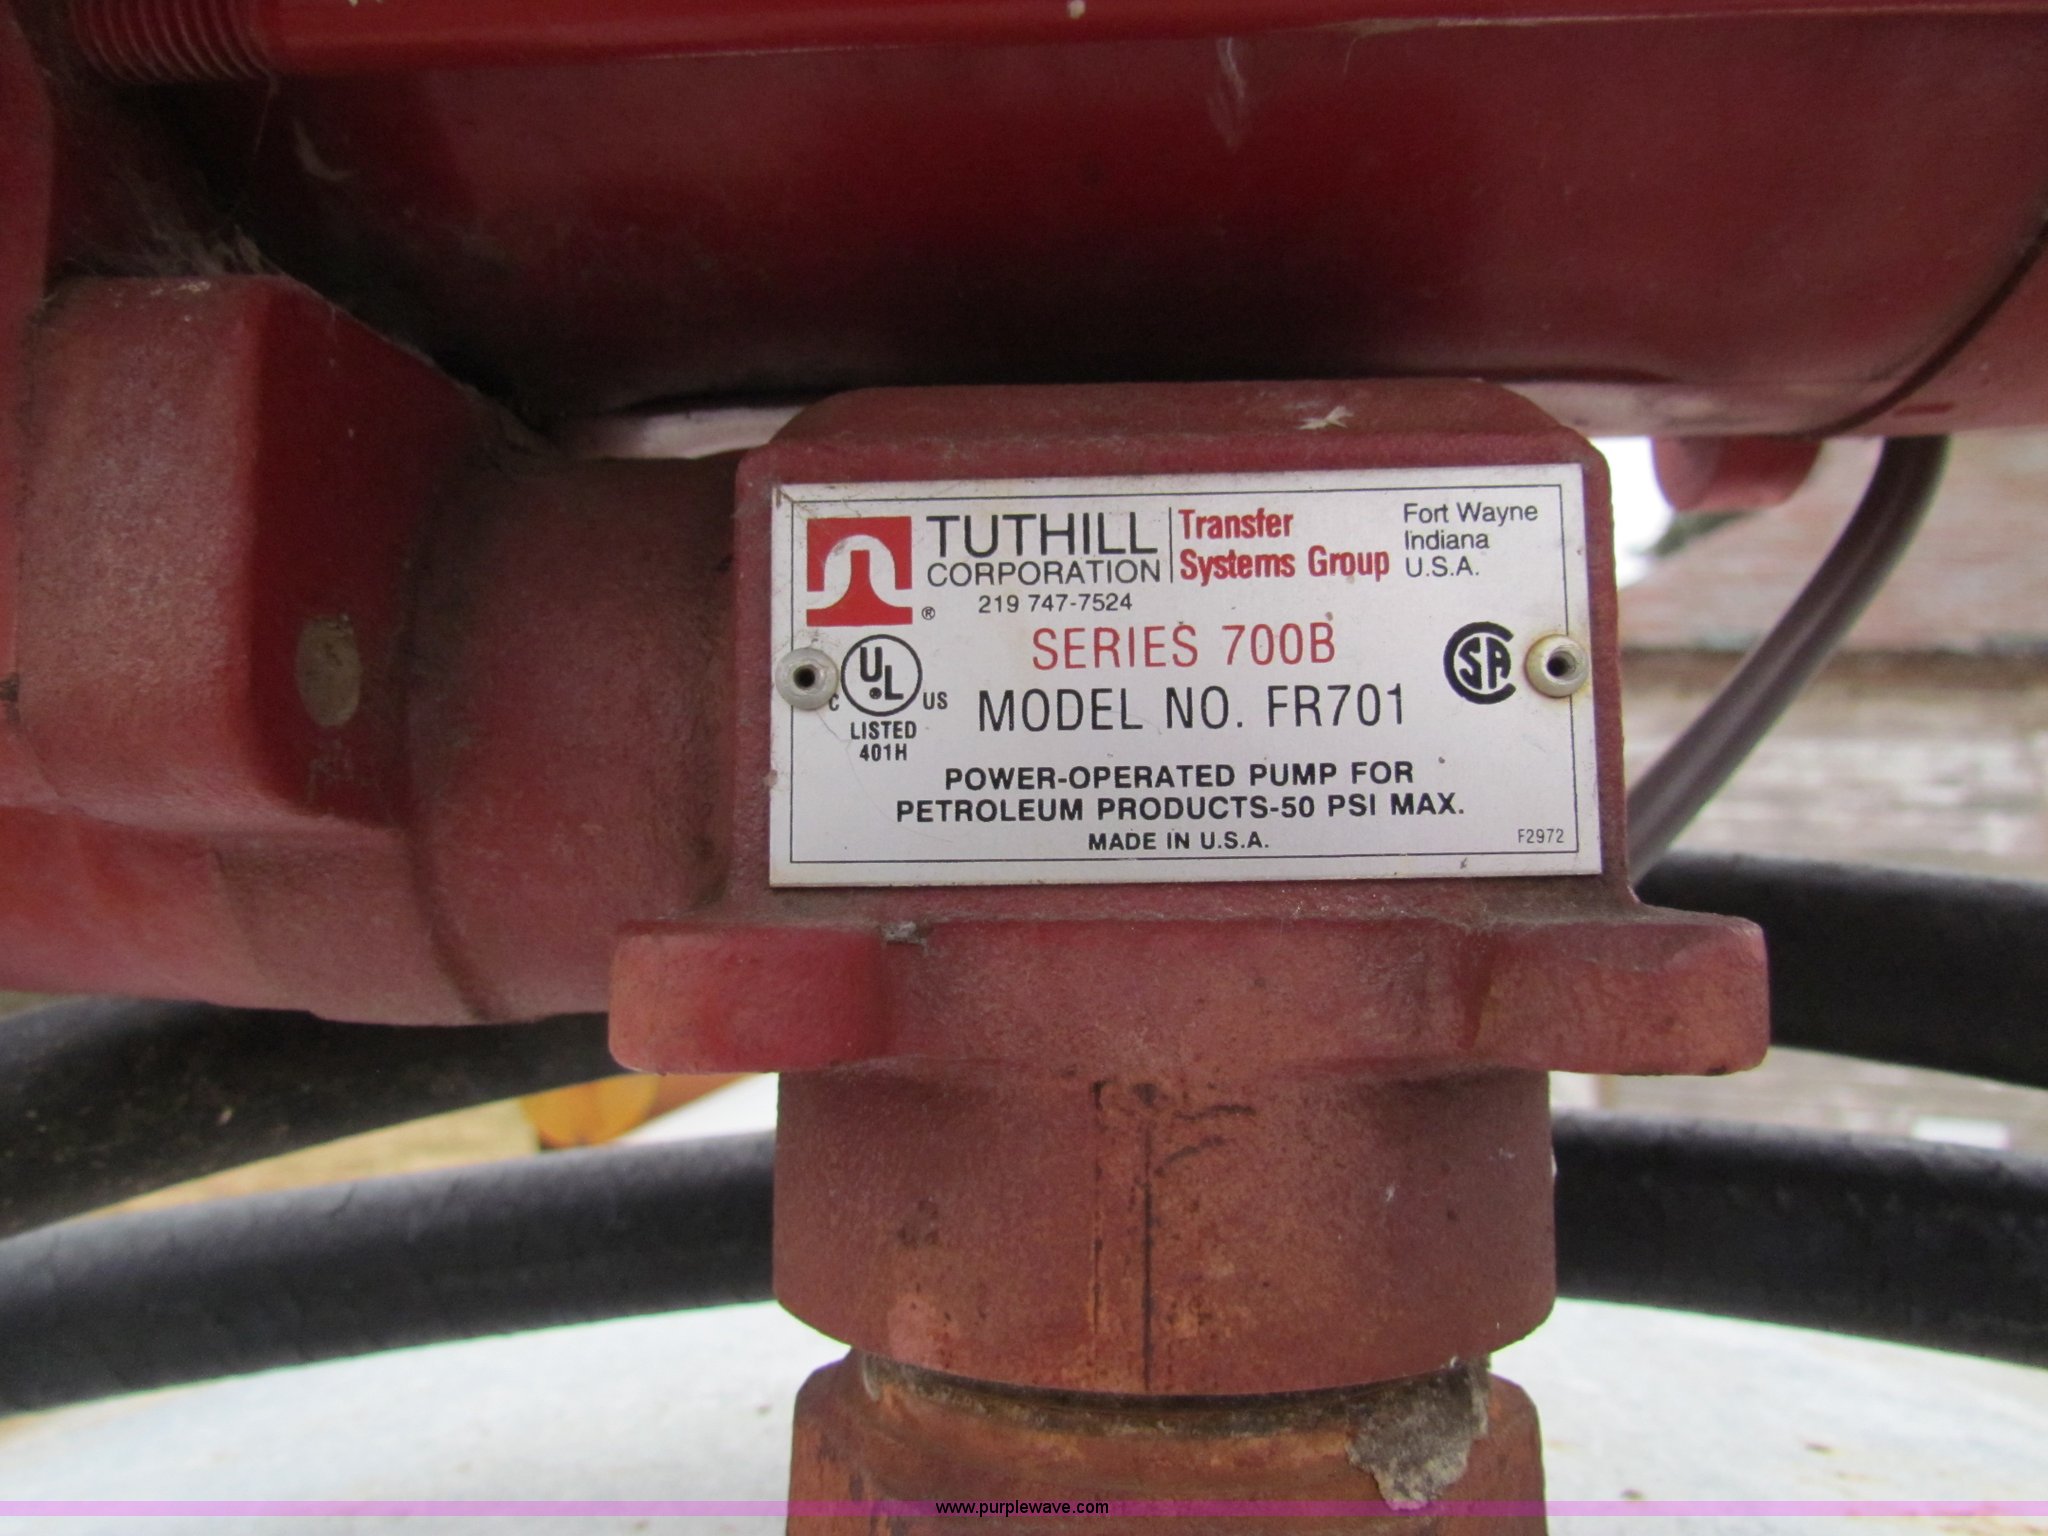 TUTHILL
CORPORATION
219 747-7524
Transfer
Systems Group
Fort Wayne
Indiana
U.S.A.
®
SERIES 700B
MODEL NO. FR701
C UL ® US
LISTED
401H
CSA
POWER-OPERATED PUMP FOR
PETROLEUM PRODUCTS-50 PSI MAX.
MADE IN U.S.A.
F2972
www.purplewave.com